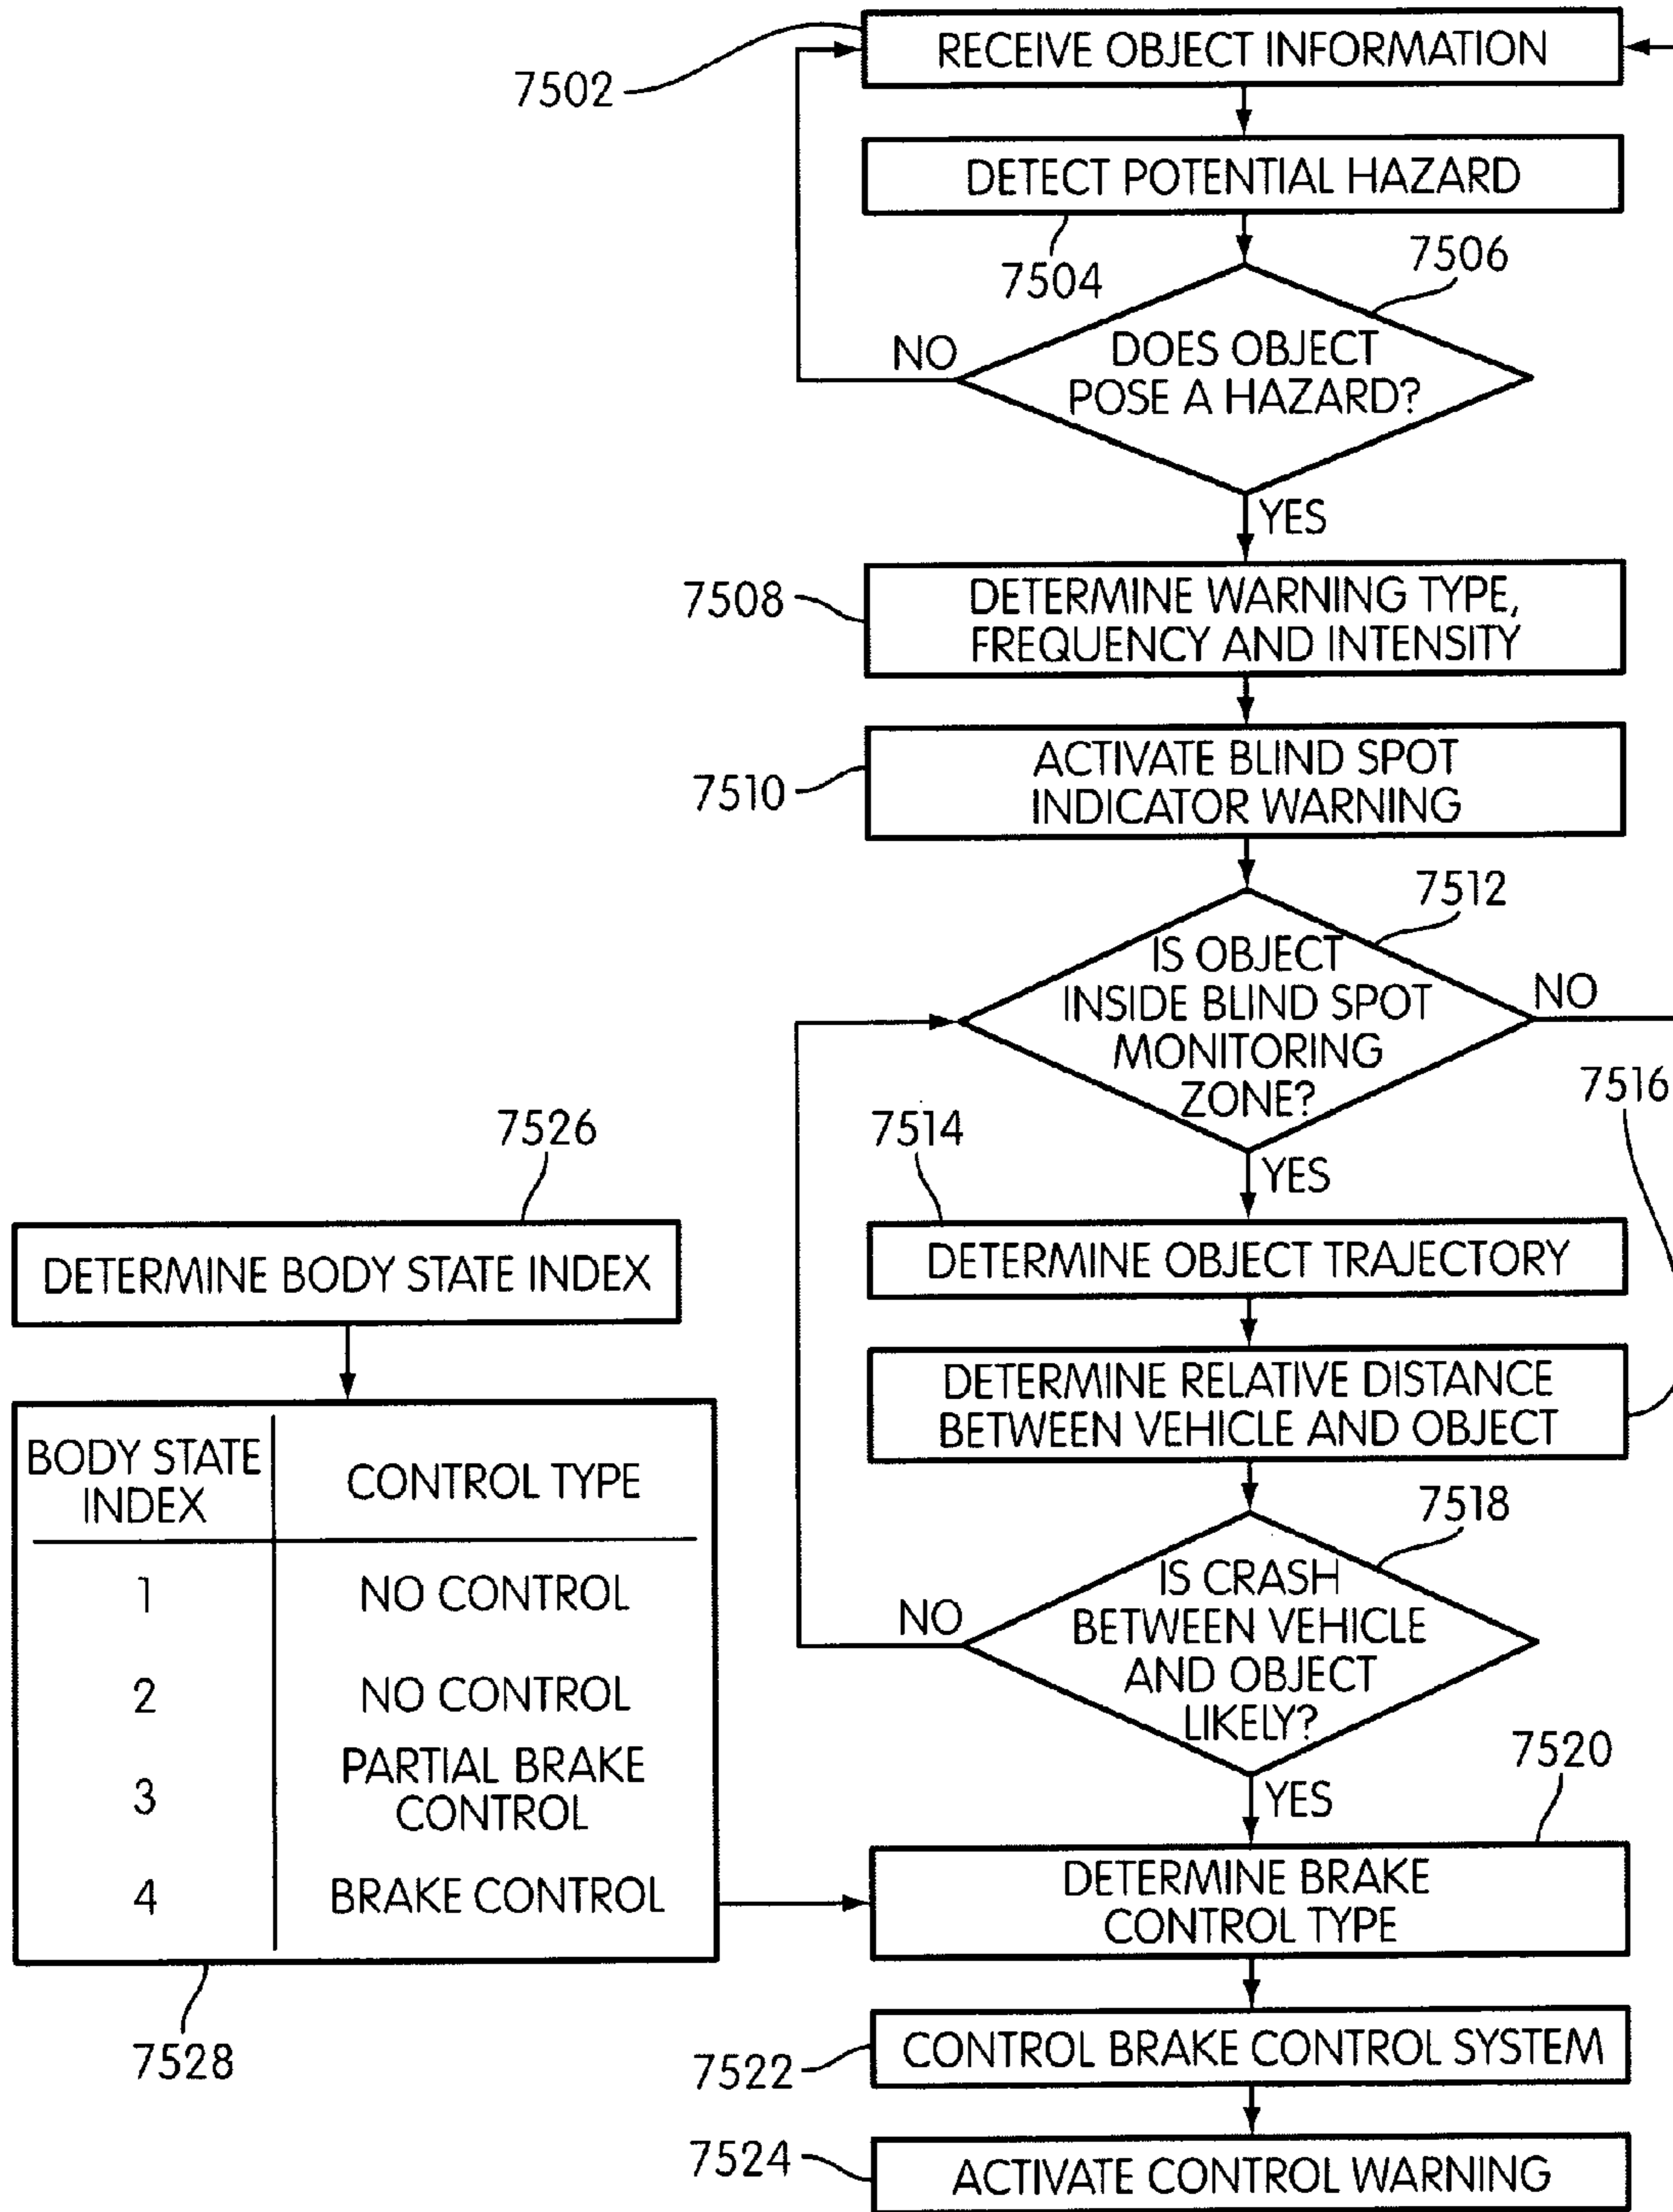 RECEIVE OBJECT INFORMATION
7502
DETECT POTENTIAL HAZARD
7504
7506
DOES OBJECT
POSE A HAZARD?
NO
YES
7508
DETERMINE WARNING TYPE,
FREQUENCY AND INTENSITY
7510
ACTIVATE BLIND SPOT
INDICATOR WARNING
7512
IS OBJECT
INSIDE BLIND SPOT
MONITORING
ZONE?
NO
YES
7514
7516
DETERMINE OBJECT TRAJECTORY
DETERMINE RELATIVE DISTANCE
BETWEEN VEHICLE AND OBJECT
7518
IS CRASH
BETWEEN VEHICLE
AND OBJECT
LIKELY?
NO
YES
7520
DETERMINE BRAKE
CONTROL TYPE
7522
CONTROL BRAKE CONTROL SYSTEM
7524
ACTIVATE CONTROL WARNING
7526
DETERMINE BODY STATE INDEX
BODY STATE
INDEX
CONTROL TYPE
1 NO CONTROL
2 NO CONTROL
3 PARTIAL BRAKE
CONTROL
4 BRAKE CONTROL
7528